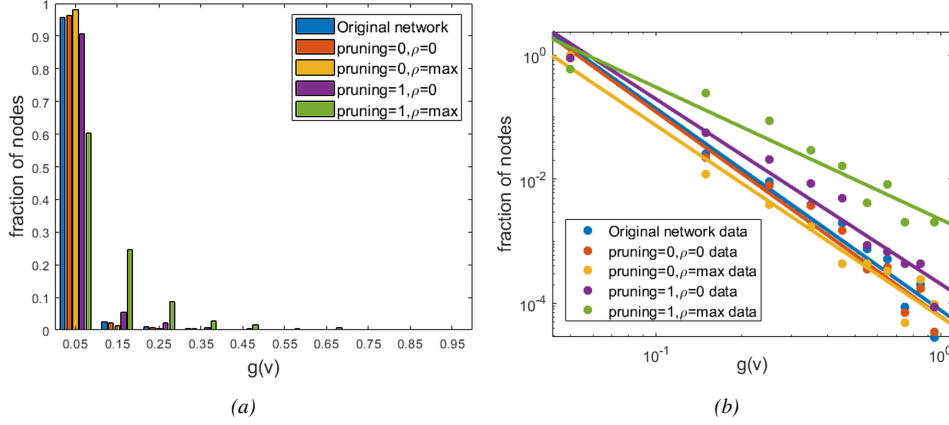 1
0.9
0.8
0.7
0.6
0.5
0.4
0.3
0.2
0.1
0
fraction of nodes
Original network
pruning=0,ρ=0
pruning=0,ρ=max
pruning=1,ρ=0
pruning=1,ρ=max
0.05 0.15 0.25 0.35 0.45 0.55 0.65 0.75 0.85 0.95
g(v)
(a)
10^0
10^-2
10^-4
fraction of nodes
Original network data
pruning=0,ρ=0 data
pruning=0,ρ=max data
pruning=1,ρ=0 data
pruning=1,ρ=max data
10^-1 10^0
g(v)
(b)